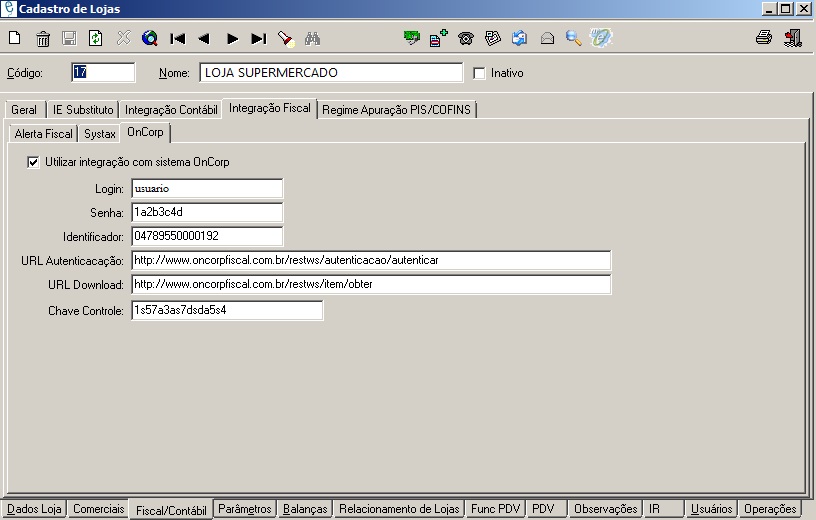 Cadastro de Lojas
Código: 17 Nome: LOJA SUPERMERCADO Inativo
Geral IE Substituto Integração Contábil Integração Fiscal Regime Apuração PIS/COFINS
Alerta Fiscal Systax OnCorp
Utilizar integração com sistema OnCorp
Login: usuario
Senha: 1a2b3c4d
Identificador: 04789550000192
URL Autenticacação: http://www.oncorpfiscal.com.br/restws/autenticacao/autenticar
URL Download: http://www.oncorpfiscal.com.br/restws/item/obter
Chave Controle: 1s57a3as7dsda5s4
Dados Loja Comerciais Fiscal/Contábil Parâmetros Balanças Relacionamento de Lojas Func PDV PDV Observações IR Usuários Operações